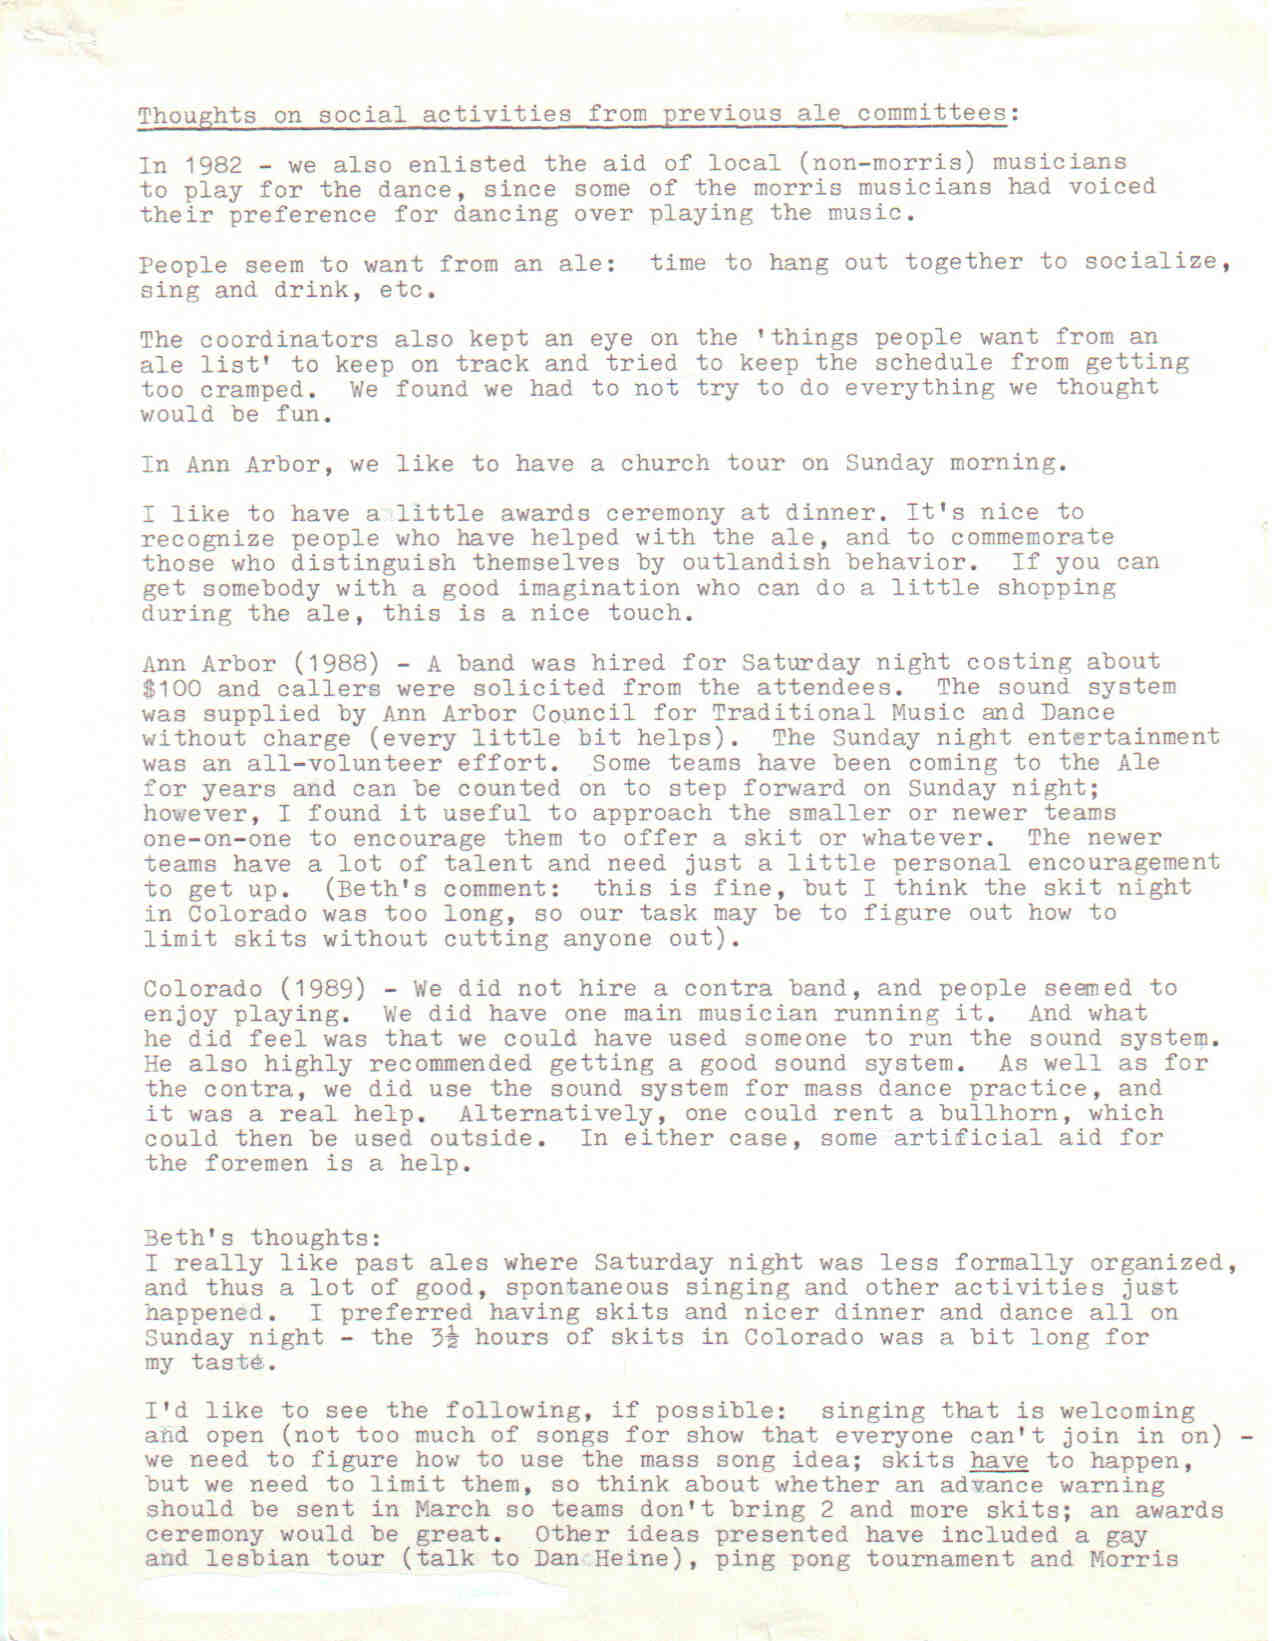 Thoughts on social activities from previous ale committees:
In 1982 - we also enlisted the aid of local (non-morris) musicians
to play for the dance, since some of the morris musicians had voiced
their preference for dancing over playing the music.
People seem to want from an ale:  time to hang out together to socialize,
sing and drink, etc.
The coordinators also kept an eye on the 'things people want from an
ale list' to keep on track and tried to keep the schedule from getting
too cramped.  We found we had to not try to do everything we thought
would be fun.
In Ann Arbor, we like to have a church tour on Sunday morning.
I like to have a little awards ceremony at dinner. It's nice to
recognize people who have helped with the ale, and to commemorate
those who distinguish themselves by outlandish behavior.  If you can
get somebody with a good imagination who can do a little shopping
during the ale, this is a nice touch.
Ann Arbor (1988) - A band was hired for Saturday night costing about
$100 and callers were solicited from the attendees.  The sound system
was supplied by Ann Arbor Council for Traditional Music and Dance
without charge (every little bit helps).  The Sunday night entertainment
was an all-volunteer effort.  Some teams have been coming to the Ale
for years and can be counted on to step forward on Sunday night;
however, I found it useful to approach the smaller or newer teams
one-on-one to encourage them to offer a skit or whatever.  The newer
teams have a lot of talent and need just a little personal encouragement
to get up.  (Beth's comment:  this is fine, but I think the skit night
in Colorado was too long, so our task may be to figure out how to
limit skits without cutting anyone out).
Colorado (1989) - We did not hire a contra band, and people seemed to
enjoy playing.  We did have one main musician running it.  And what
he did feel was that we could have used someone to run the sound system.
He also highly recommended getting a good sound system.  As well as for
the contra, we did use the sound system for mass dance practice, and
it was a real help.  Alternatively, one could rent a bullhorn, which
could then be used outside.  In either case, some artificial aid for
the foremen is a help.
Beth's thoughts:
I really like past ales where Saturday night was less formally organized,
and thus a lot of good, spontaneous singing and other activities just
happened.  I preferred having skits and nicer dinner and dance all on
Sunday night - the 3½ hours of skits in Colorado was a bit long for
my taste.
I'd like to see the following, if possible:  singing that is welcoming
and open (not too much of songs for show that everyone can't join in on) -
we need to figure how to use the mass song idea; skits have to happen,
but we need to limit them, so think about whether an advance warning
should be sent in March so teams don't bring 2 and more skits; an awards
ceremony would be great.  Other ideas presented have included a gay
and lesbian tour (talk to Dan Heine), ping pong tournament and Morris